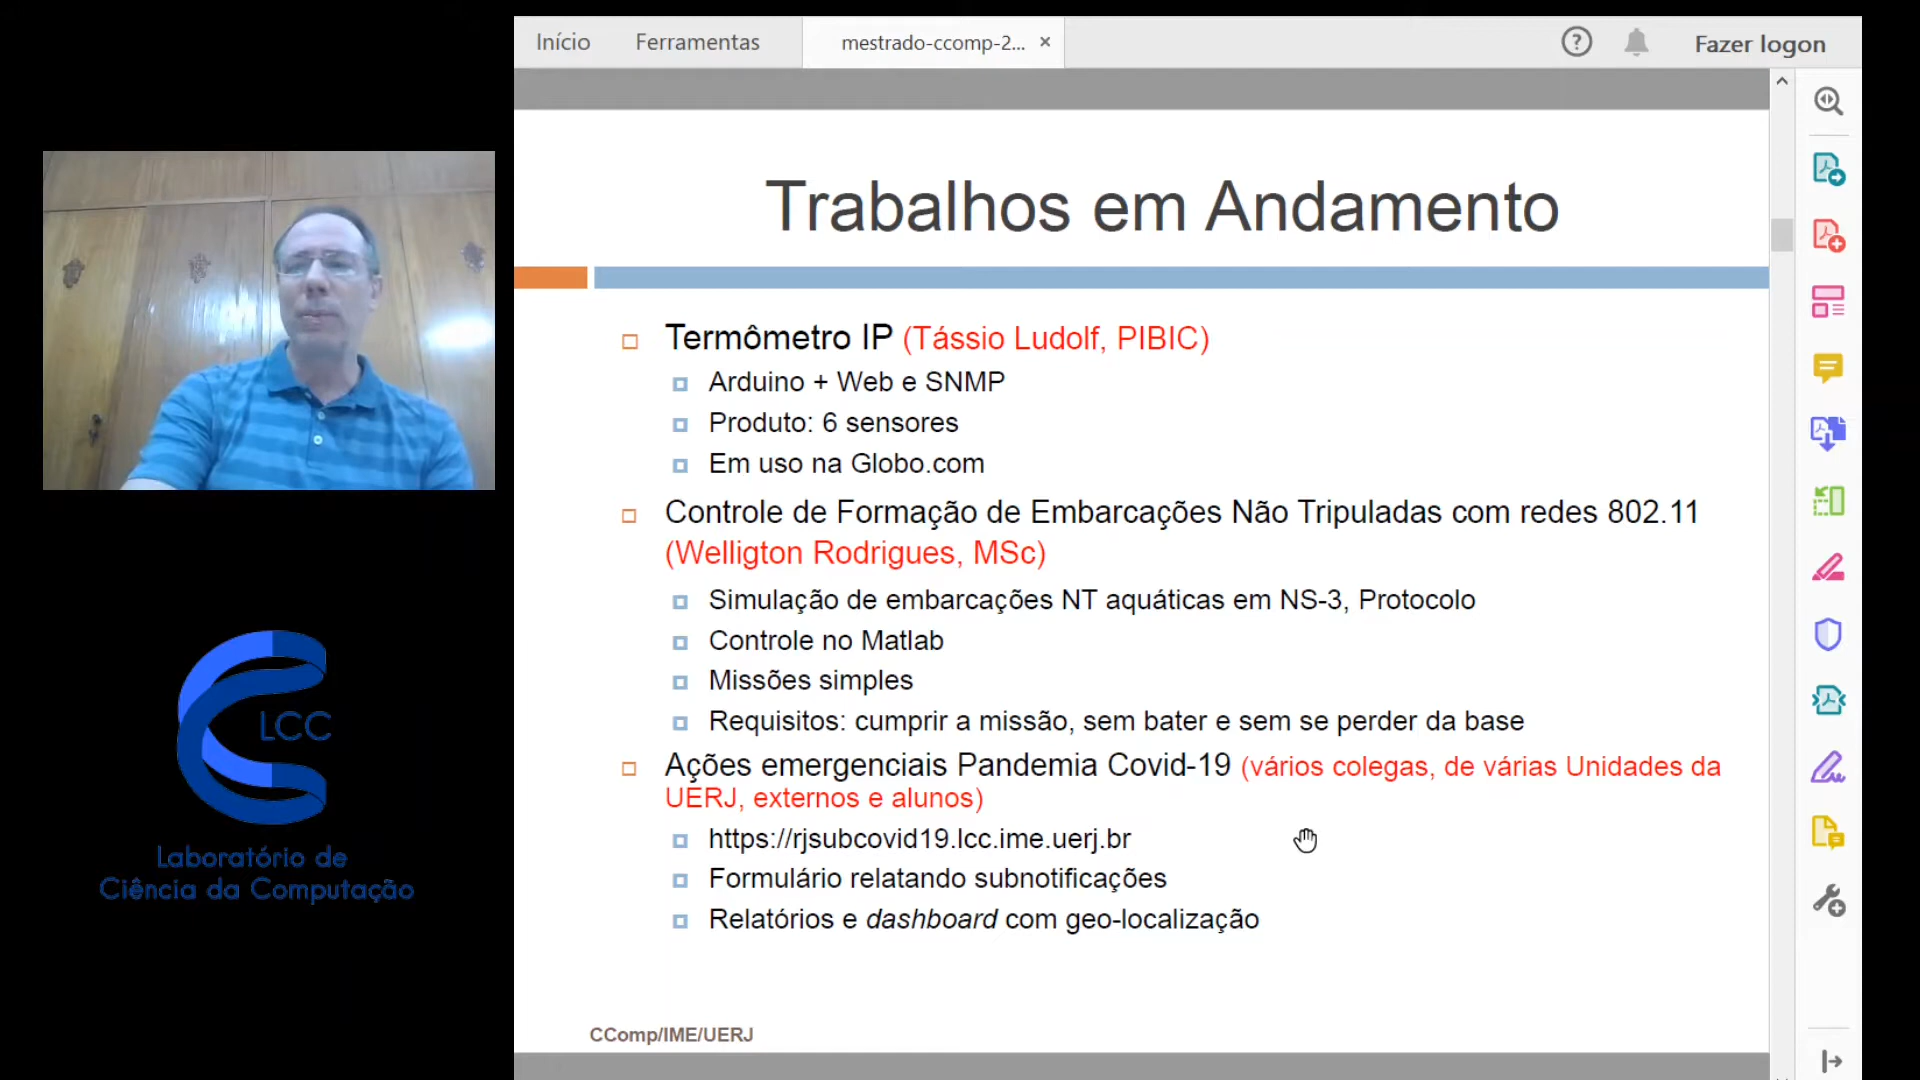 Início Ferramentas mestrado-ccomp-2... × Fazer logon
Trabalhos em Andamento
Termômetro IP (Tássio Ludolf, PIBIC)
Arduino + Web e SNMP
Produto: 6 sensores
Em uso na Globo.com
Controle de Formação de Embarcações Não Tripuladas com redes 802.11
(Welligton Rodrigues, MSc)
Simulação de embarcações NT aquáticas em NS-3, Protocolo
Controle no Matlab
Missões simples
Requisitos: cumprir a missão, sem bater e sem se perder da base
Ações emergenciais Pandemia Covid-19 (vários colegas, de várias Unidades da
UERJ, externos e alunos)
https://rjsubcovid19.lcc.ime.uerj.br
Formulário relatando subnotificações
Relatórios e dashboard com geo-localização
CComp/IME/UERJ
LCC
Laboratório de
Ciência da Computação